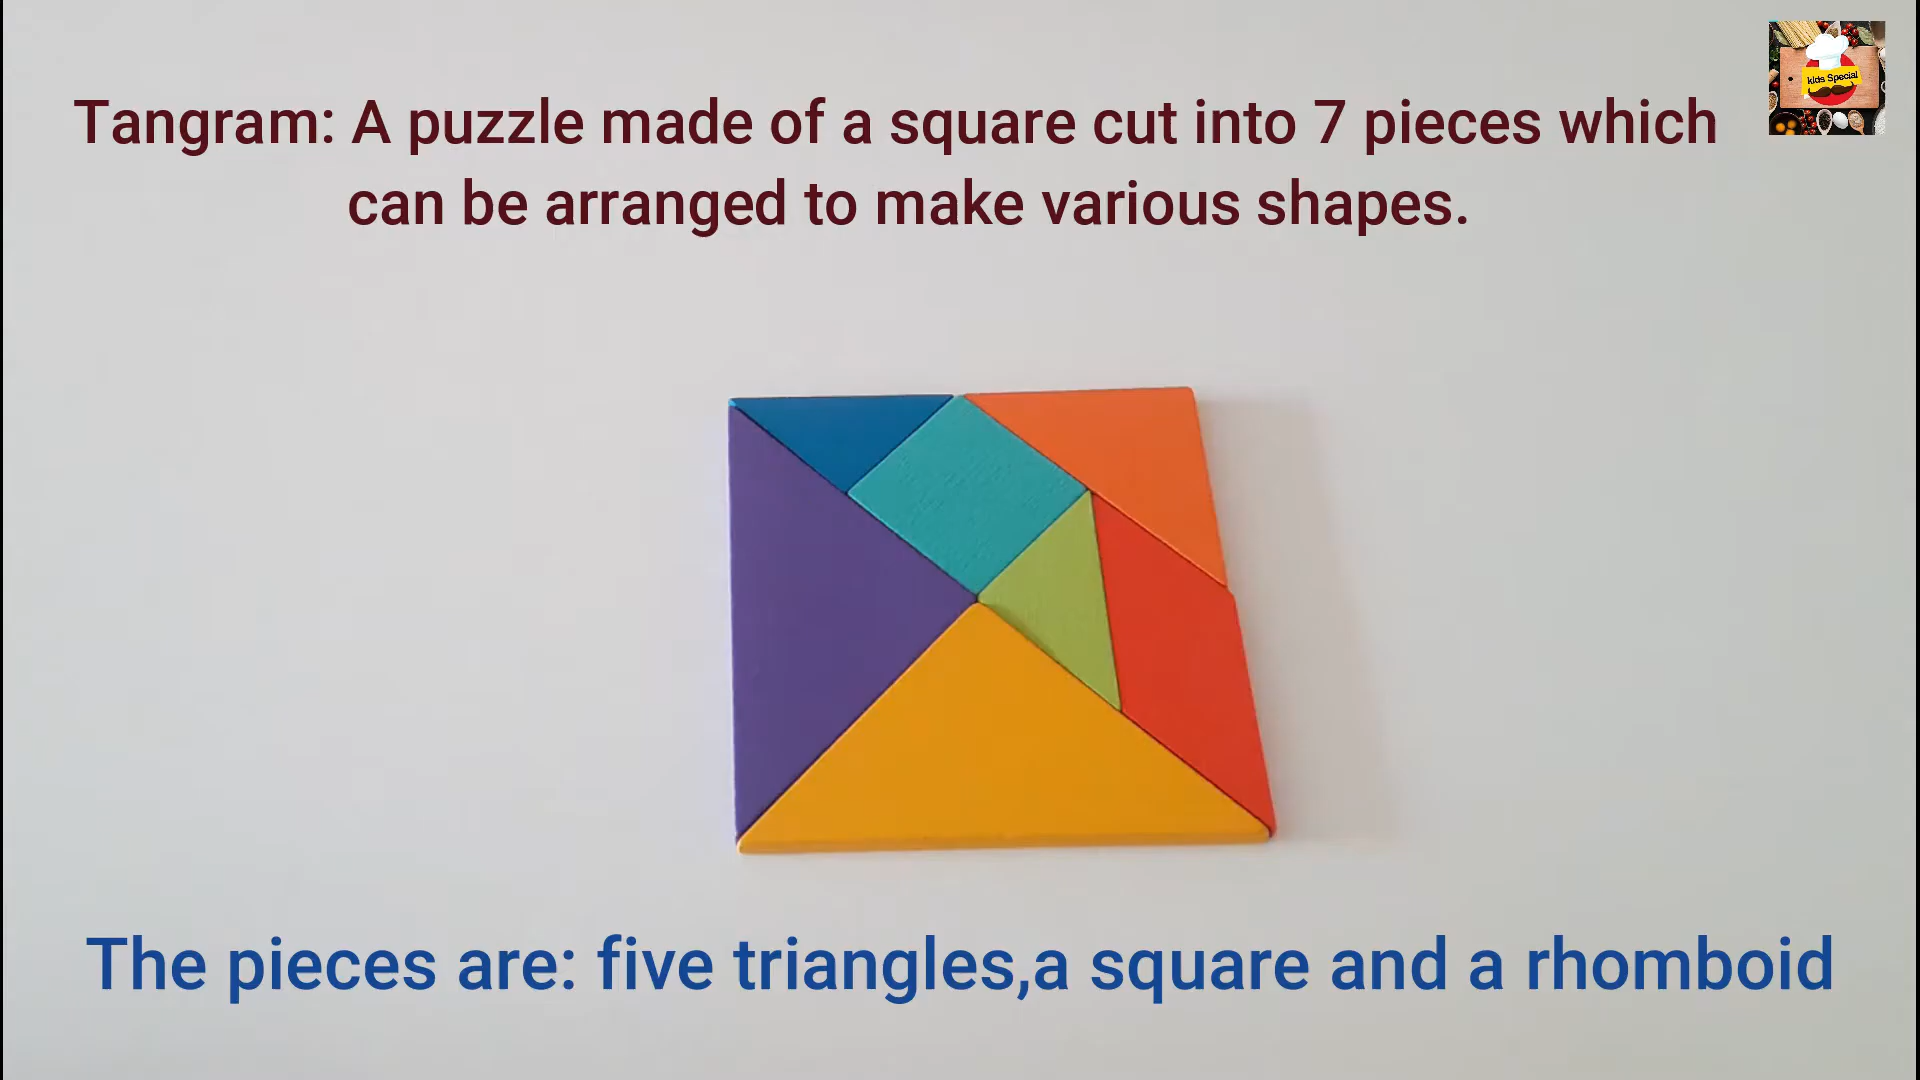 kids Special
Tangram: A puzzle made of a square cut into 7 pieces which
can be arranged to make various shapes.
The pieces are: five triangles,a square and a rhomboid